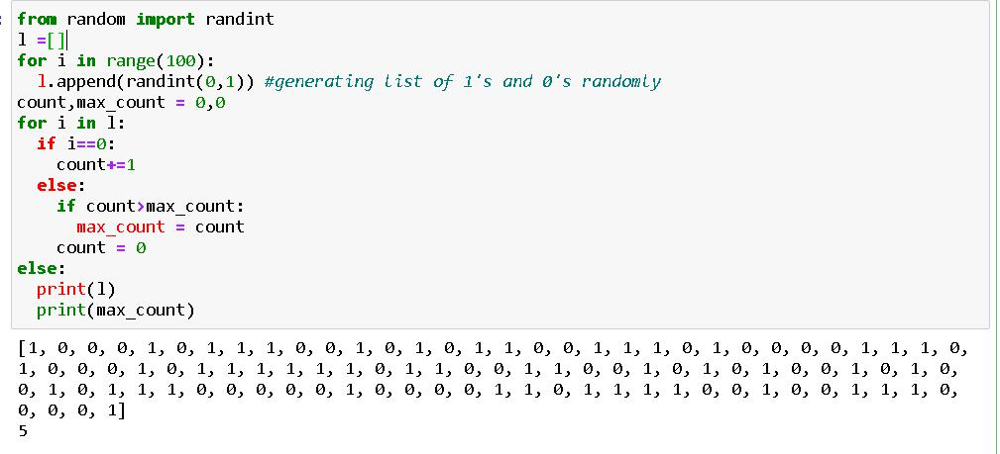 from random import randint
l =[]
for i in range(100):
  l.append(randint(0,1)) #generating list of 1's and 0's randomly
count,max_count = 0,0
for i in l:
  if i==0:
    count+=1
  else:
    if count>max_count:
      max_count = count
    count = 0
else:
  print(l)
  print(max_count)
[1, 0, 0, 0, 1, 0, 1, 1, 1, 0, 0, 1, 0, 1, 0, 1, 1, 0, 0, 1, 1, 1, 0, 1, 0, 0, 0, 0, 1, 1, 1, 0,
1, 0, 0, 0, 1, 0, 1, 1, 1, 1, 1, 1, 0, 1, 1, 0, 0, 1, 1, 0, 0, 1, 0, 1, 0, 1, 0, 0, 1, 0, 1, 0,
0, 1, 0, 1, 1, 1, 0, 0, 0, 0, 0, 1, 0, 0, 0, 0, 1, 1, 0, 1, 1, 1, 1, 0, 0, 1, 0, 0, 1, 1, 1, 0,
0, 0, 0, 1]
5